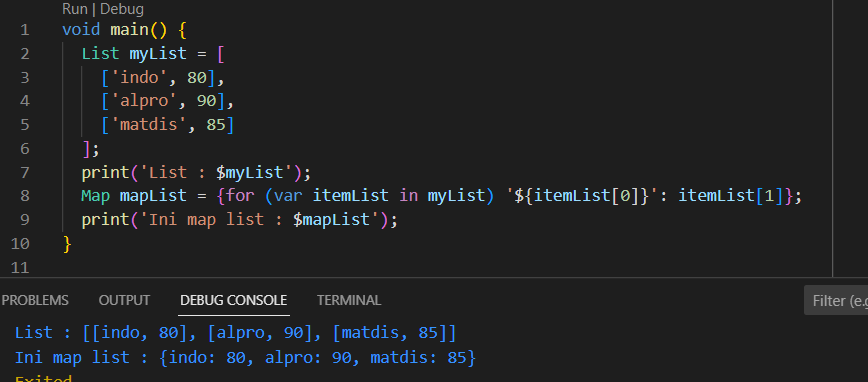 Run | Debug
1 void main() {
2 List myList = [
3 ['indo', 80],
4 ['alpro', 90],
5 ['matdis', 85]
6 ];
7 print('List : $myList');
8 Map mapList = {for (var itemList in myList) '${itemList[0]}': itemList[1]};
9 print('Ini map list : $mapList');
10 }
11
PROBLEMS OUTPUT DEBUG CONSOLE TERMINAL Filter (e.g
List : [[indo, 80], [alpro, 90], [matdis, 85]]
Ini map list : {indo: 80, alpro: 90, matdis: 85}
Exited